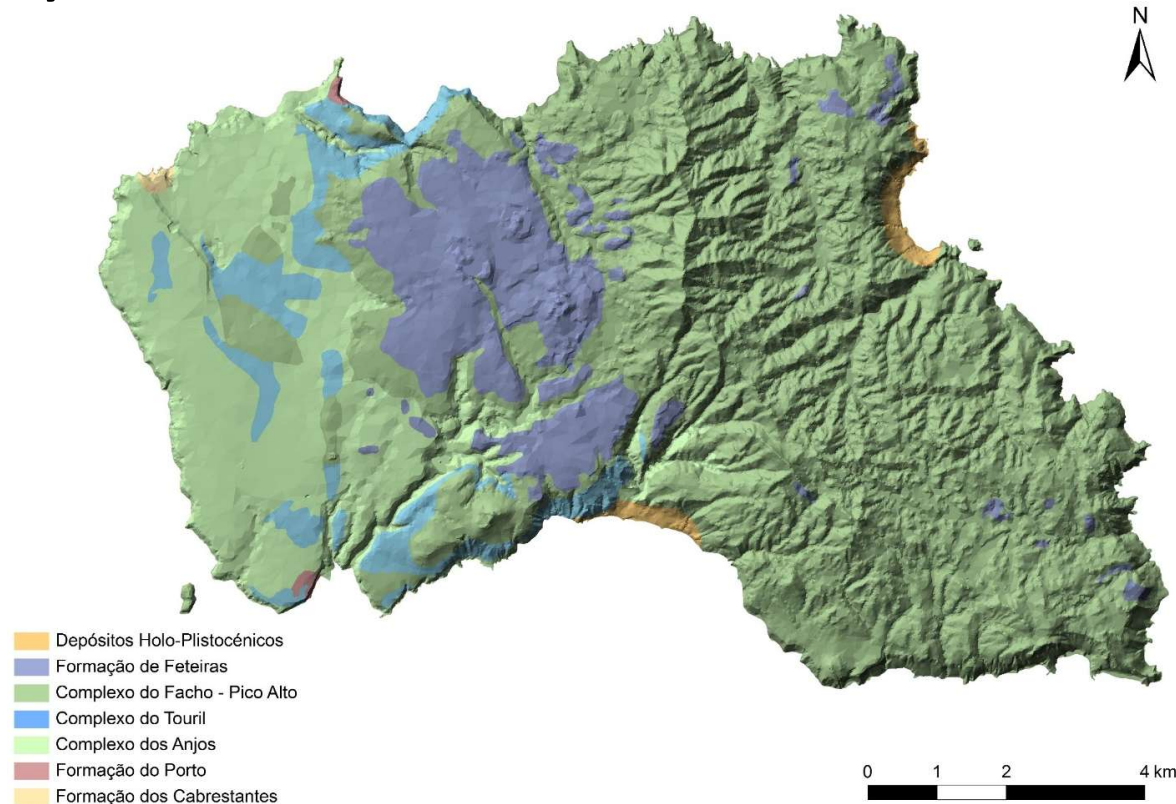 N
Depósitos Holo-Plistocénicos
Formação de Feteiras
Complexo do Facho - Pico Alto
Complexo do Touril
Complexo dos Anjos
Formação do Porto
Formação dos Cabrestantes
0 1 2 4 km